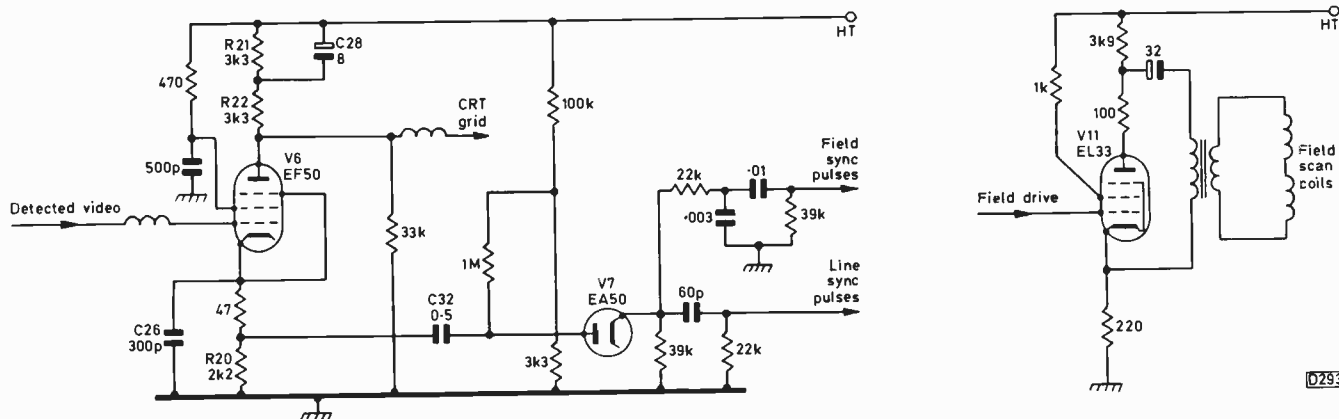 HT
R21
3k3
C28
8
470
R22
3k3
100k
CRT
grid
500p
V6
EF50
Detected video
33k
1M
Field
sync
pulses
22k
·01
·003
39k
Line
sync
pulses
V7
EA50
60p
C32
0·5
47
C26
300p
R20
2k2
3k3
39k
22k
HT
3k9
32
1k
100
V11
EL33
Field
scan
coils
Field drive
220
D293